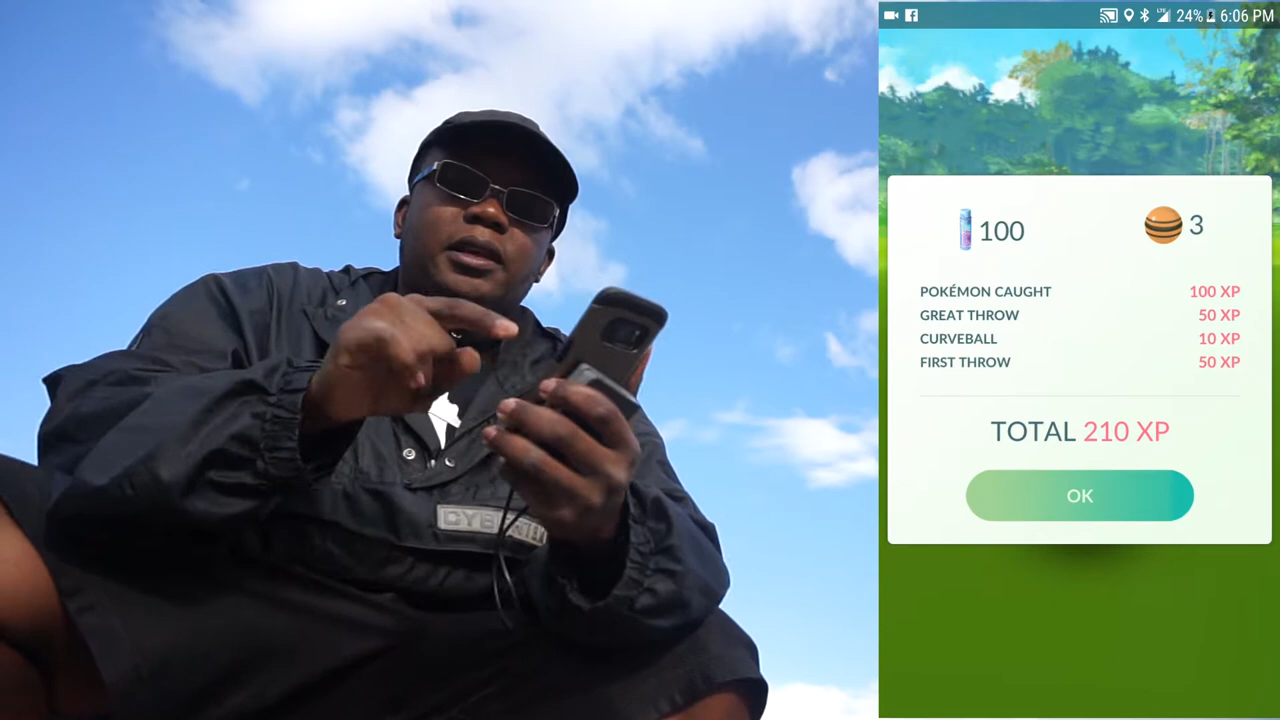 LTE 24% 6:06 PM
100
3
POKÉMON CAUGHT 100 XP
GREAT THROW 50 XP
CURVEBALL 10 XP
FIRST THROW 50 XP
TOTAL 210 XP
OK